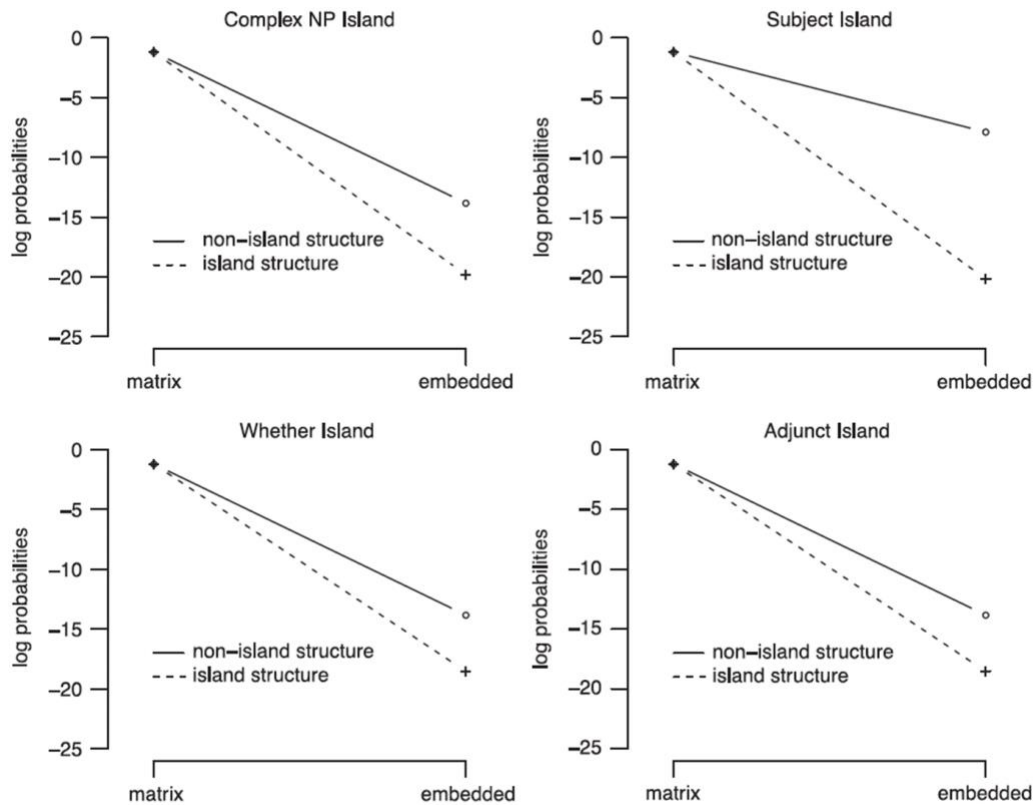 Complex NP Island
log probabilities
0
−5
−10
−15
−20
−25
non−island structure
island structure
matrix
embedded
Subject Island
log probabilities
0
−5
−10
−15
−20
−25
non−island structure
island structure
matrix
embedded
Whether Island
log probabilities
0
−5
−10
−15
−20
−25
non−island structure
island structure
matrix
embedded
Adjunct Island
log probabilities
0
−5
−10
−15
−20
−25
non−island structure
island structure
matrix
embedded